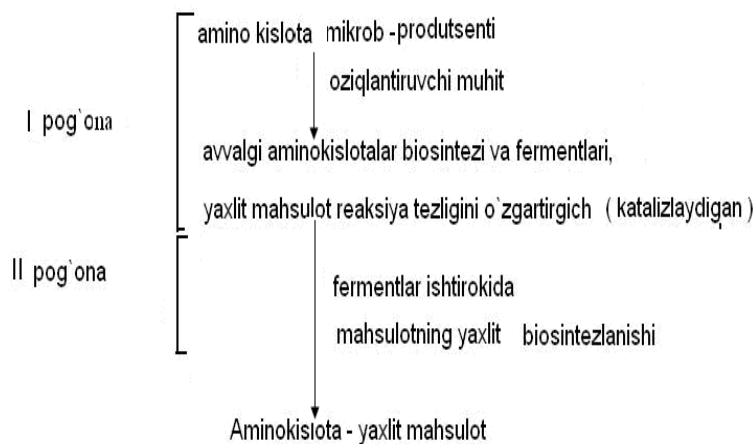 amino kislota mikrob -produtsenti
oziqlantiruvchi muhit
I pog`ona
avvalgi aminokislotalar biosintezi va fermentlari,
yaxlit mahsulot reaksiya tezligini o`zgartirgich ( katalizlaydigan )
II pog`ona
fermentlar ishtirokida
mahsulotning yaxlit biosintezlanishi
Aminokislota - yaxlit mahsulot